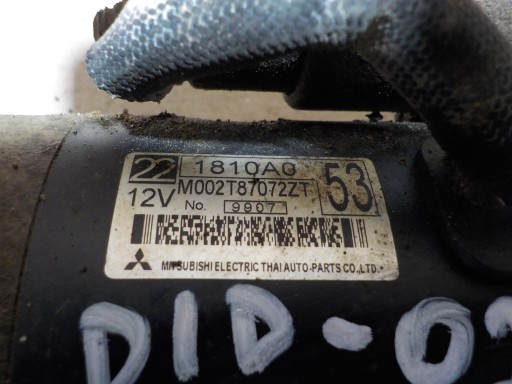 22 1810A0 53
12V M002T87072ZT
No. 9907
MITSUBISHI ELECTRIC THAI AUTO-PARTS CO.,LTD.
DID-0